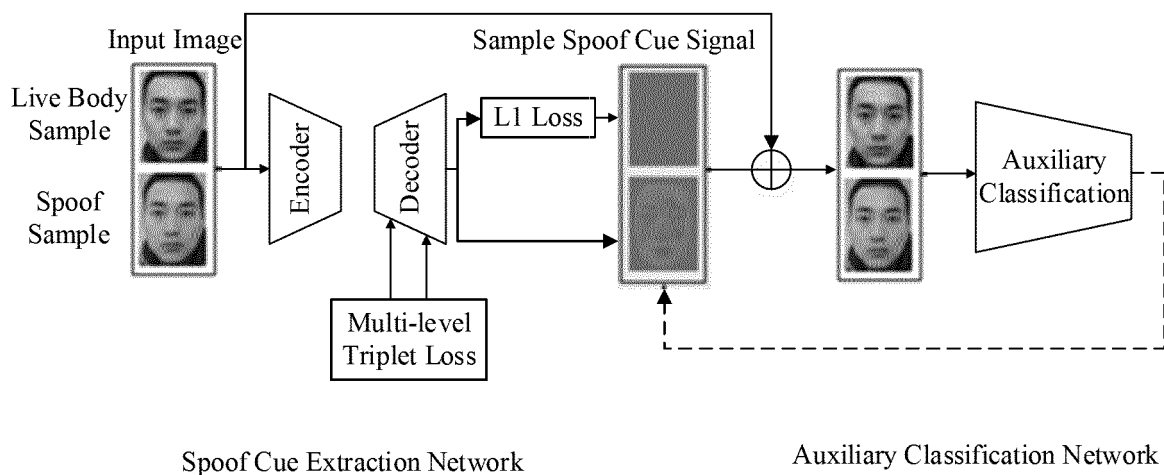 Input Image
Sample Spoof Cue Signal
Live Body
Sample
Spoof
Sample
Encoder
Decoder
L1 Loss
Multi-level
Triplet Loss
Auxiliary
Classification
Spoof Cue Extraction Network
Auxiliary Classification Network